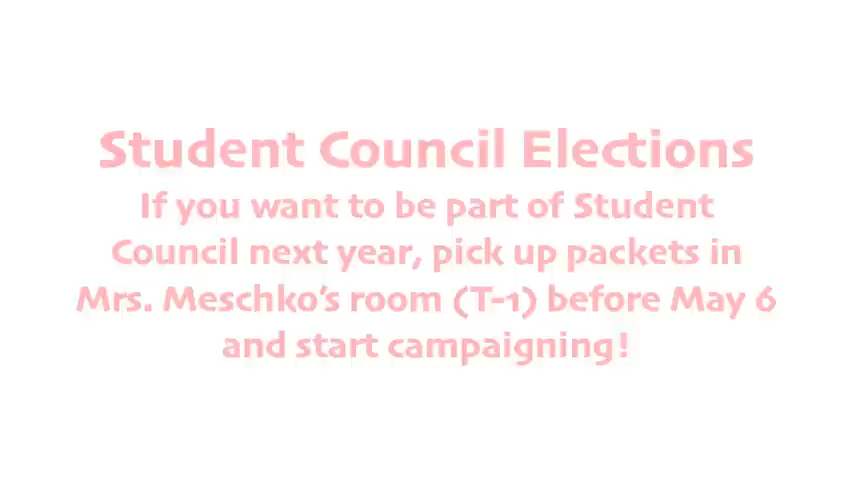 Student Council Elections
If you want to be part of Student
Council next year, pick up packets in
Mrs. Meschko’s room (T-1) before May 6
and start campaigning!